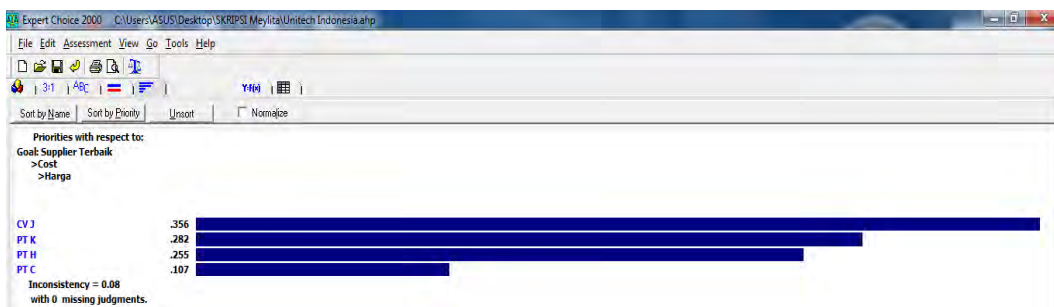 Expert Choice 2000 C:\Users\ASUS\Desktop\SKRIPSI Meylita\Unitech Indonesia.ahp
File Edit Assessment View Go Tools Help
3:1 ABC Y:f(x)
Sort by Name Sort by Priority Unsort Normalize
Priorities with respect to:
Goal: Supplier Terbaik
>Cost
>Harga
CV J .356
PT K .282
PT H .255
PT C .107
Inconsistency = 0.08
with 0 missing judgments.